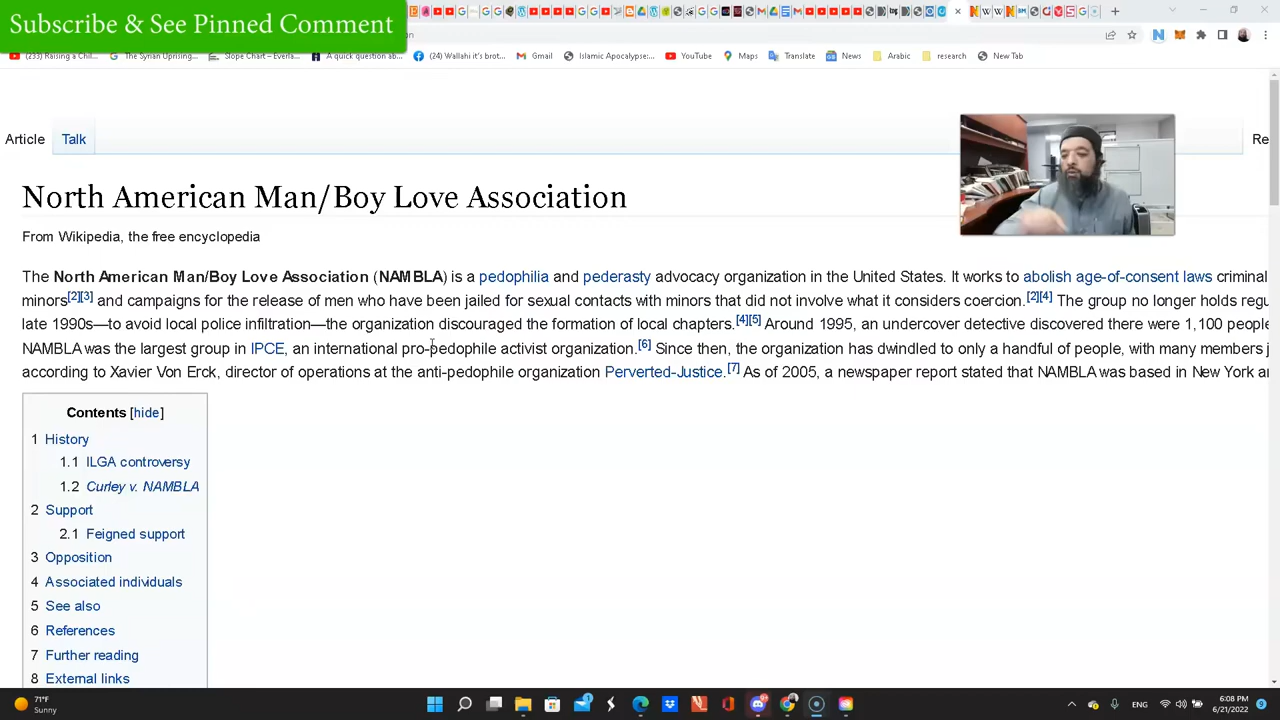 Subscribe & See Pinned Comment
(233) Raising a Chil...
The Syrian Uprising...
Slope Chart – Everla...
A quick question ab...
(24) Wallahi it's brot...
Gmail
Islamic Apocalypse:...
YouTube
Maps
Translate
News
Arabic
research
New Tab
Article
Talk
Re
North American Man/Boy Love Association
From Wikipedia, the free encyclopedia
The North American Man/Boy Love Association (NAMBLA) is a pedophilia and pederasty advocacy organization in the United States. It works to abolish age-of-consent laws criminal
minors[2][3] and campaigns for the release of men who have been jailed for sexual contacts with minors that did not involve what it considers coercion.[2][4] The group no longer holds regu
late 1990s—to avoid local police infiltration—the organization discouraged the formation of local chapters.[4][5] Around 1995, an undercover detective discovered there were 1,100 people
NAMBLA was the largest group in IPCE, an international pro-pedophile activist organization.[6] Since then, the organization has dwindled to only a handful of people, with many members j
according to Xavier Von Erck, director of operations at the anti-pedophile organization Perverted-Justice.[7] As of 2005, a newspaper report stated that NAMBLA was based in New York a
Contents [hide]
1 History
1.1 ILGA controversy
1.2 Curley v. NAMBLA
2 Support
2.1 Feigned support
3 Opposition
4 Associated individuals
5 See also
6 References
7 Further reading
8 External links
71°F
Sunny
ENG
6:08 PM
6/21/2022